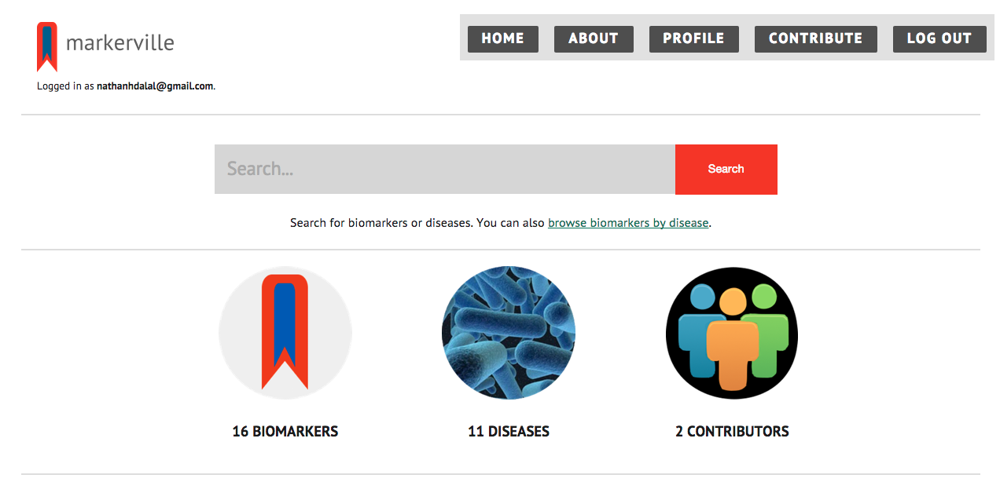 markerville
HOME
ABOUT
PROFILE
CONTRIBUTE
LOG OUT
Logged in as nathanhdalal@gmail.com.
Search...
Search
Search for biomarkers or diseases. You can also browse biomarkers by disease.
16 BIOMARKERS
11 DISEASES
2 CONTRIBUTORS